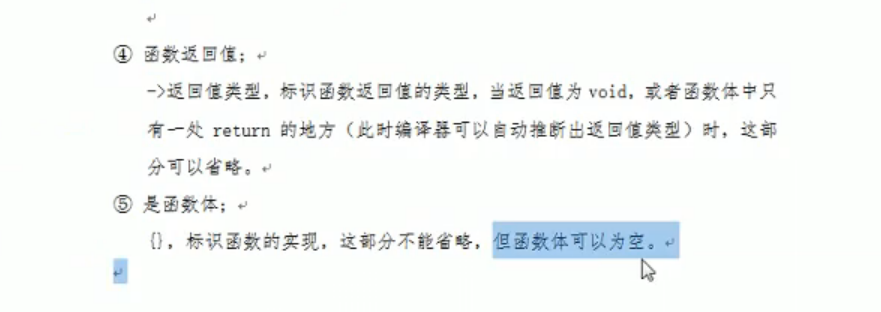 ④ 函数返回值；
->返回值类型，标识函数返回值的类型，当返回值为 void，或者函数体中只
有一处 return 的地方（此时编译器可以自动推断出返回值类型）时，这部
分可以省略。
⑤ 是函数体；
{}，标识函数的实现，这部分不能省略，但函数体可以为空。